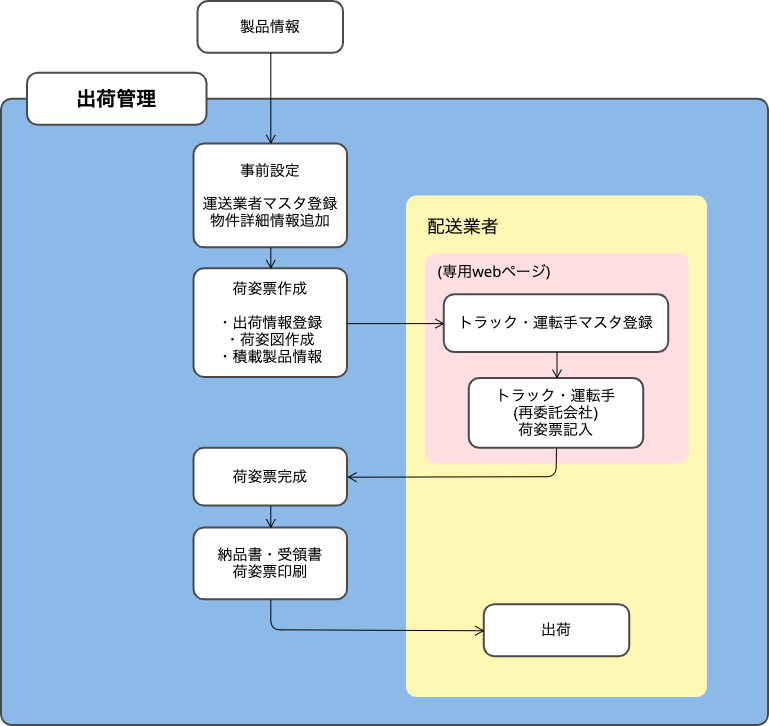 製品情報
出荷管理
事前設定
運送業者マスタ登録
物件詳細情報追加
荷姿票作成
・出荷情報登録
・荷姿図作成
・積載製品情報
配送業者
(専用webページ)
トラック・運転手マスタ登録
トラック・運転手
(再委託会社)
荷姿票記入
荷姿票完成
納品書・受領書
荷姿票印刷
出荷